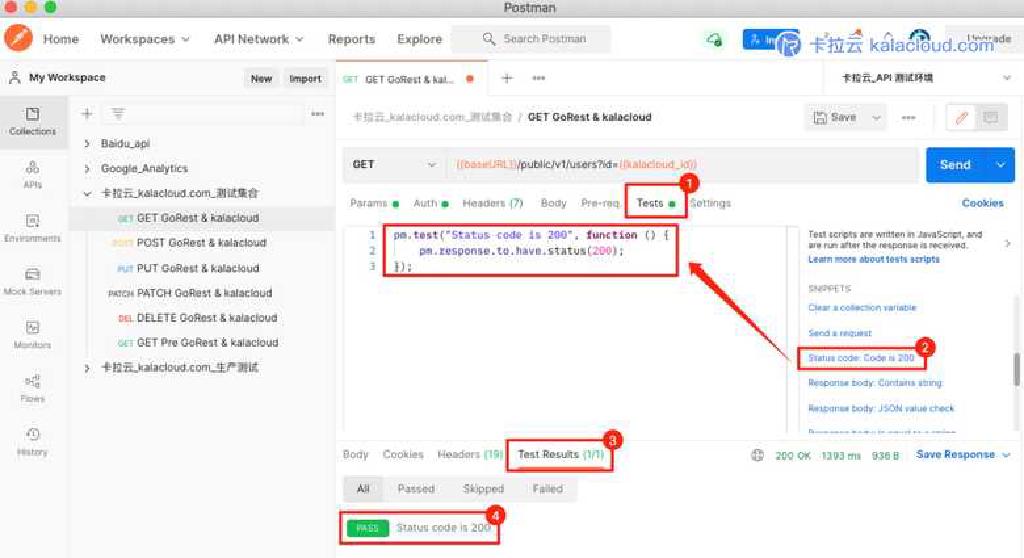 Postman
Home Workspaces API Network Reports Explore Search Postman Upgrade
卡拉云 kalacloud.com
My Workspace New Import GET GET GoRest & kal... 卡拉云_API 测试环境
Collections
APIs
Environments
Mock Servers
Monitors
Flows
History
Baidu_api
Google_Analytics
卡拉云_kalacloud.com_测试集合
GET GET GoRest & kalacloud
POST POST GoRest & kalacloud
PUT PUT GoRest & kalacloud
PATCH PATCH GoRest & kalacloud
DEL DELETE GoRest & kalacloud
GET GET Pre GoRest & kalacloud
卡拉云_kalacloud.com_生产测试
卡拉云_kalacloud.com_测试集合 / GET GoRest & kalacloud Save
GET {{baseURL}}/public/v1/users?id={{kalacloud_id}} Send
1
Params Auth Headers (7) Body Pre-req. Tests Settings Cookies
1 pm.test("Status code is 200", function () {
2 pm.response.to.have.status(200);
3 });
Test scripts are written in JavaScript, and
are run after the response is received.
Learn more about tests scripts
SNIPPETS
Clear a collection variable
Send a request
2
Status code: Code is 200
Response body: Contains string
Response body: JSON value check
3
Body Cookies Headers (19) Test Results (1/1) 200 OK 1393 ms 936 B Save Response
All Passed Skipped Failed
4
PASS Status code is 200